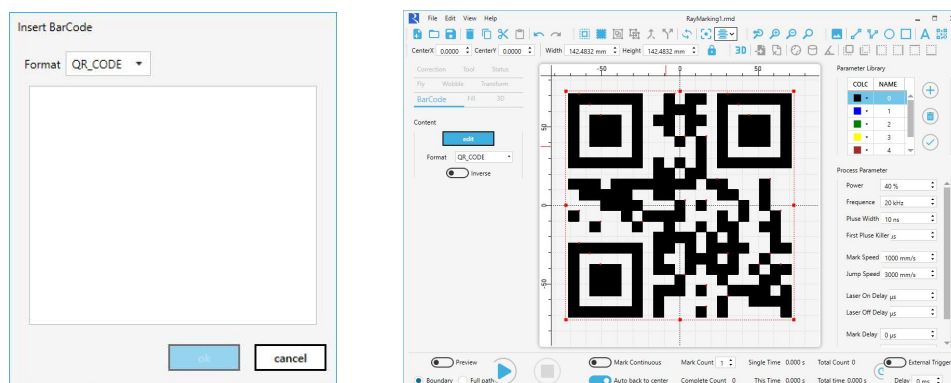 Insert BarCode
Format QR_CODE
ok cancel
File Edit View Help RayMarking1.rmd
CenterX 0.0000 CenterY 0.0000 Width 142.4832 mm Height 142.4832 mm 3D
Correction Tool Status
Fly Wobble Transform
BarCode Fill 3D
Content
edit
Format QR_CODE
Inverse
-50 0 50
50
0
-50
Parameter Library
COLC NAME
0
1
2
3
4
Process Parameter
Power 40 %
Frequence 20 kHz
Pluse Width 10 ns
First Pluse Killer µs
Mark Speed 1000 mm/s
Jump Speed 3000 mm/s
Laser On Delay µs
Laser Off Delay µs
Mark Delay 0 µs
Preview Mark Continuous Mark Count 1 Single Time 0.000 s Total Count 0 External Trigger
Boundary Full path Auto back to center Complete Count 0 This Time 0.000 s Total time 0.000 s Delay 0 ms